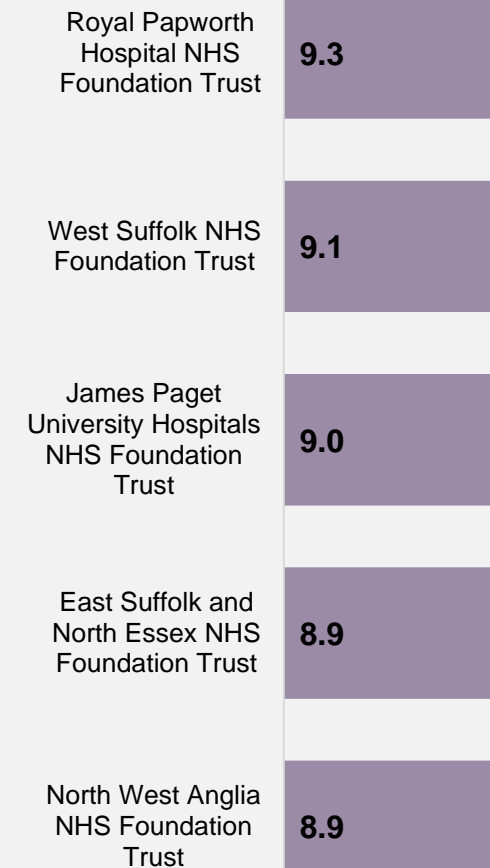 Royal Papworth
Hospital NHS
Foundation Trust
9.3
West Suffolk NHS
Foundation Trust
9.1
James Paget
University Hospitals
NHS Foundation
Trust
9.0
East Suffolk and
North Essex NHS
Foundation Trust
8.9
North West Anglia
NHS Foundation
Trust
8.9